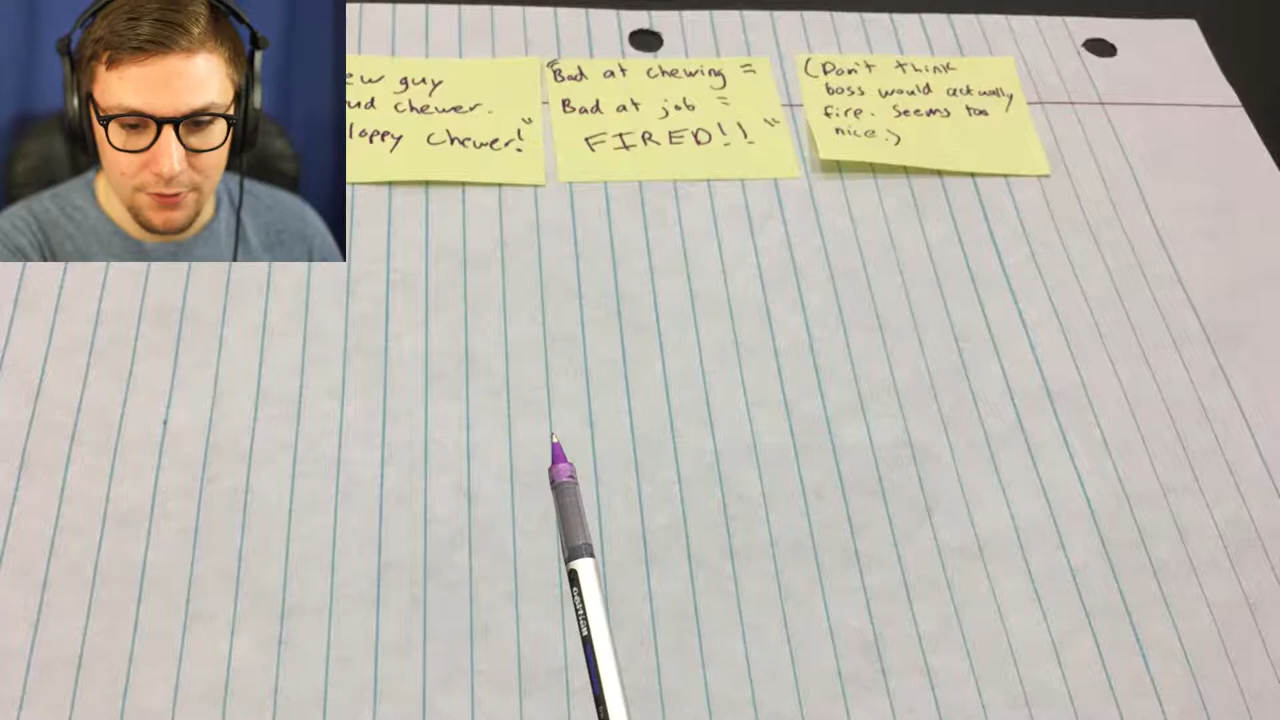 ew guy
ud chewer.
loppy Chewer!"
"Bad at chewing =
Bad at job =
FIRED!!"
(Don't think
boss would actually
fire. Seems too
nice.)